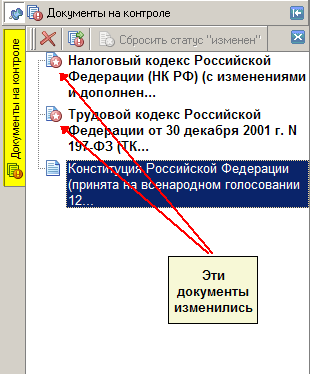 Документы на контроле
Сбросить статус "изменен"
Документы на контроле
Налоговый кодекс Российской
Федерации (НК РФ) (с изменениями
и дополнен...
Трудовой кодекс Российской
Федерации от 30 декабря 2001 г. N
197-ФЗ (ТК...
Конституция Российской Федерации
(принята на всенародном голосовании
12...
Эти
документы
изменились